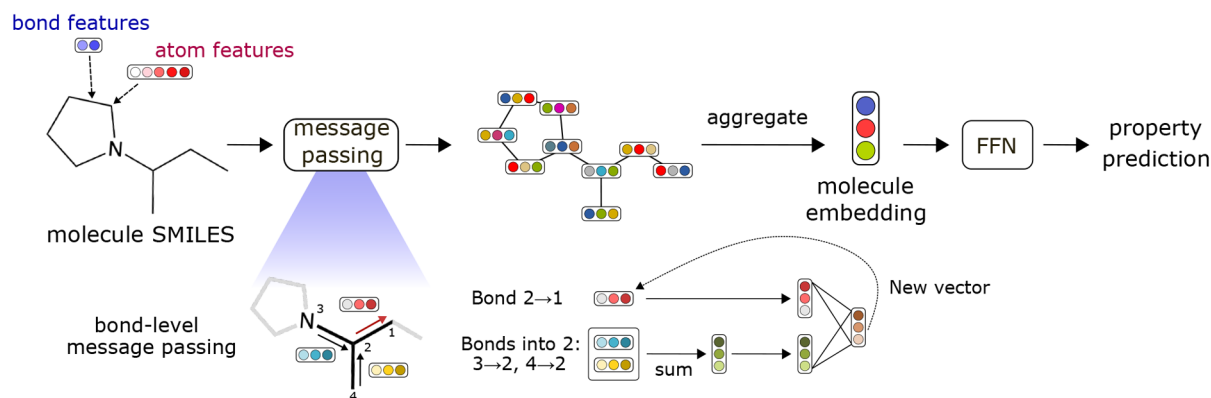 bond features
atom features
N
molecule SMILES
message
passing
aggregate
molecule
embedding
FFN
property
prediction
bond-level
message passing
N
3
1
2
4
Bond 2→1
Bonds into 2:
3→2, 4→2
sum
New vector